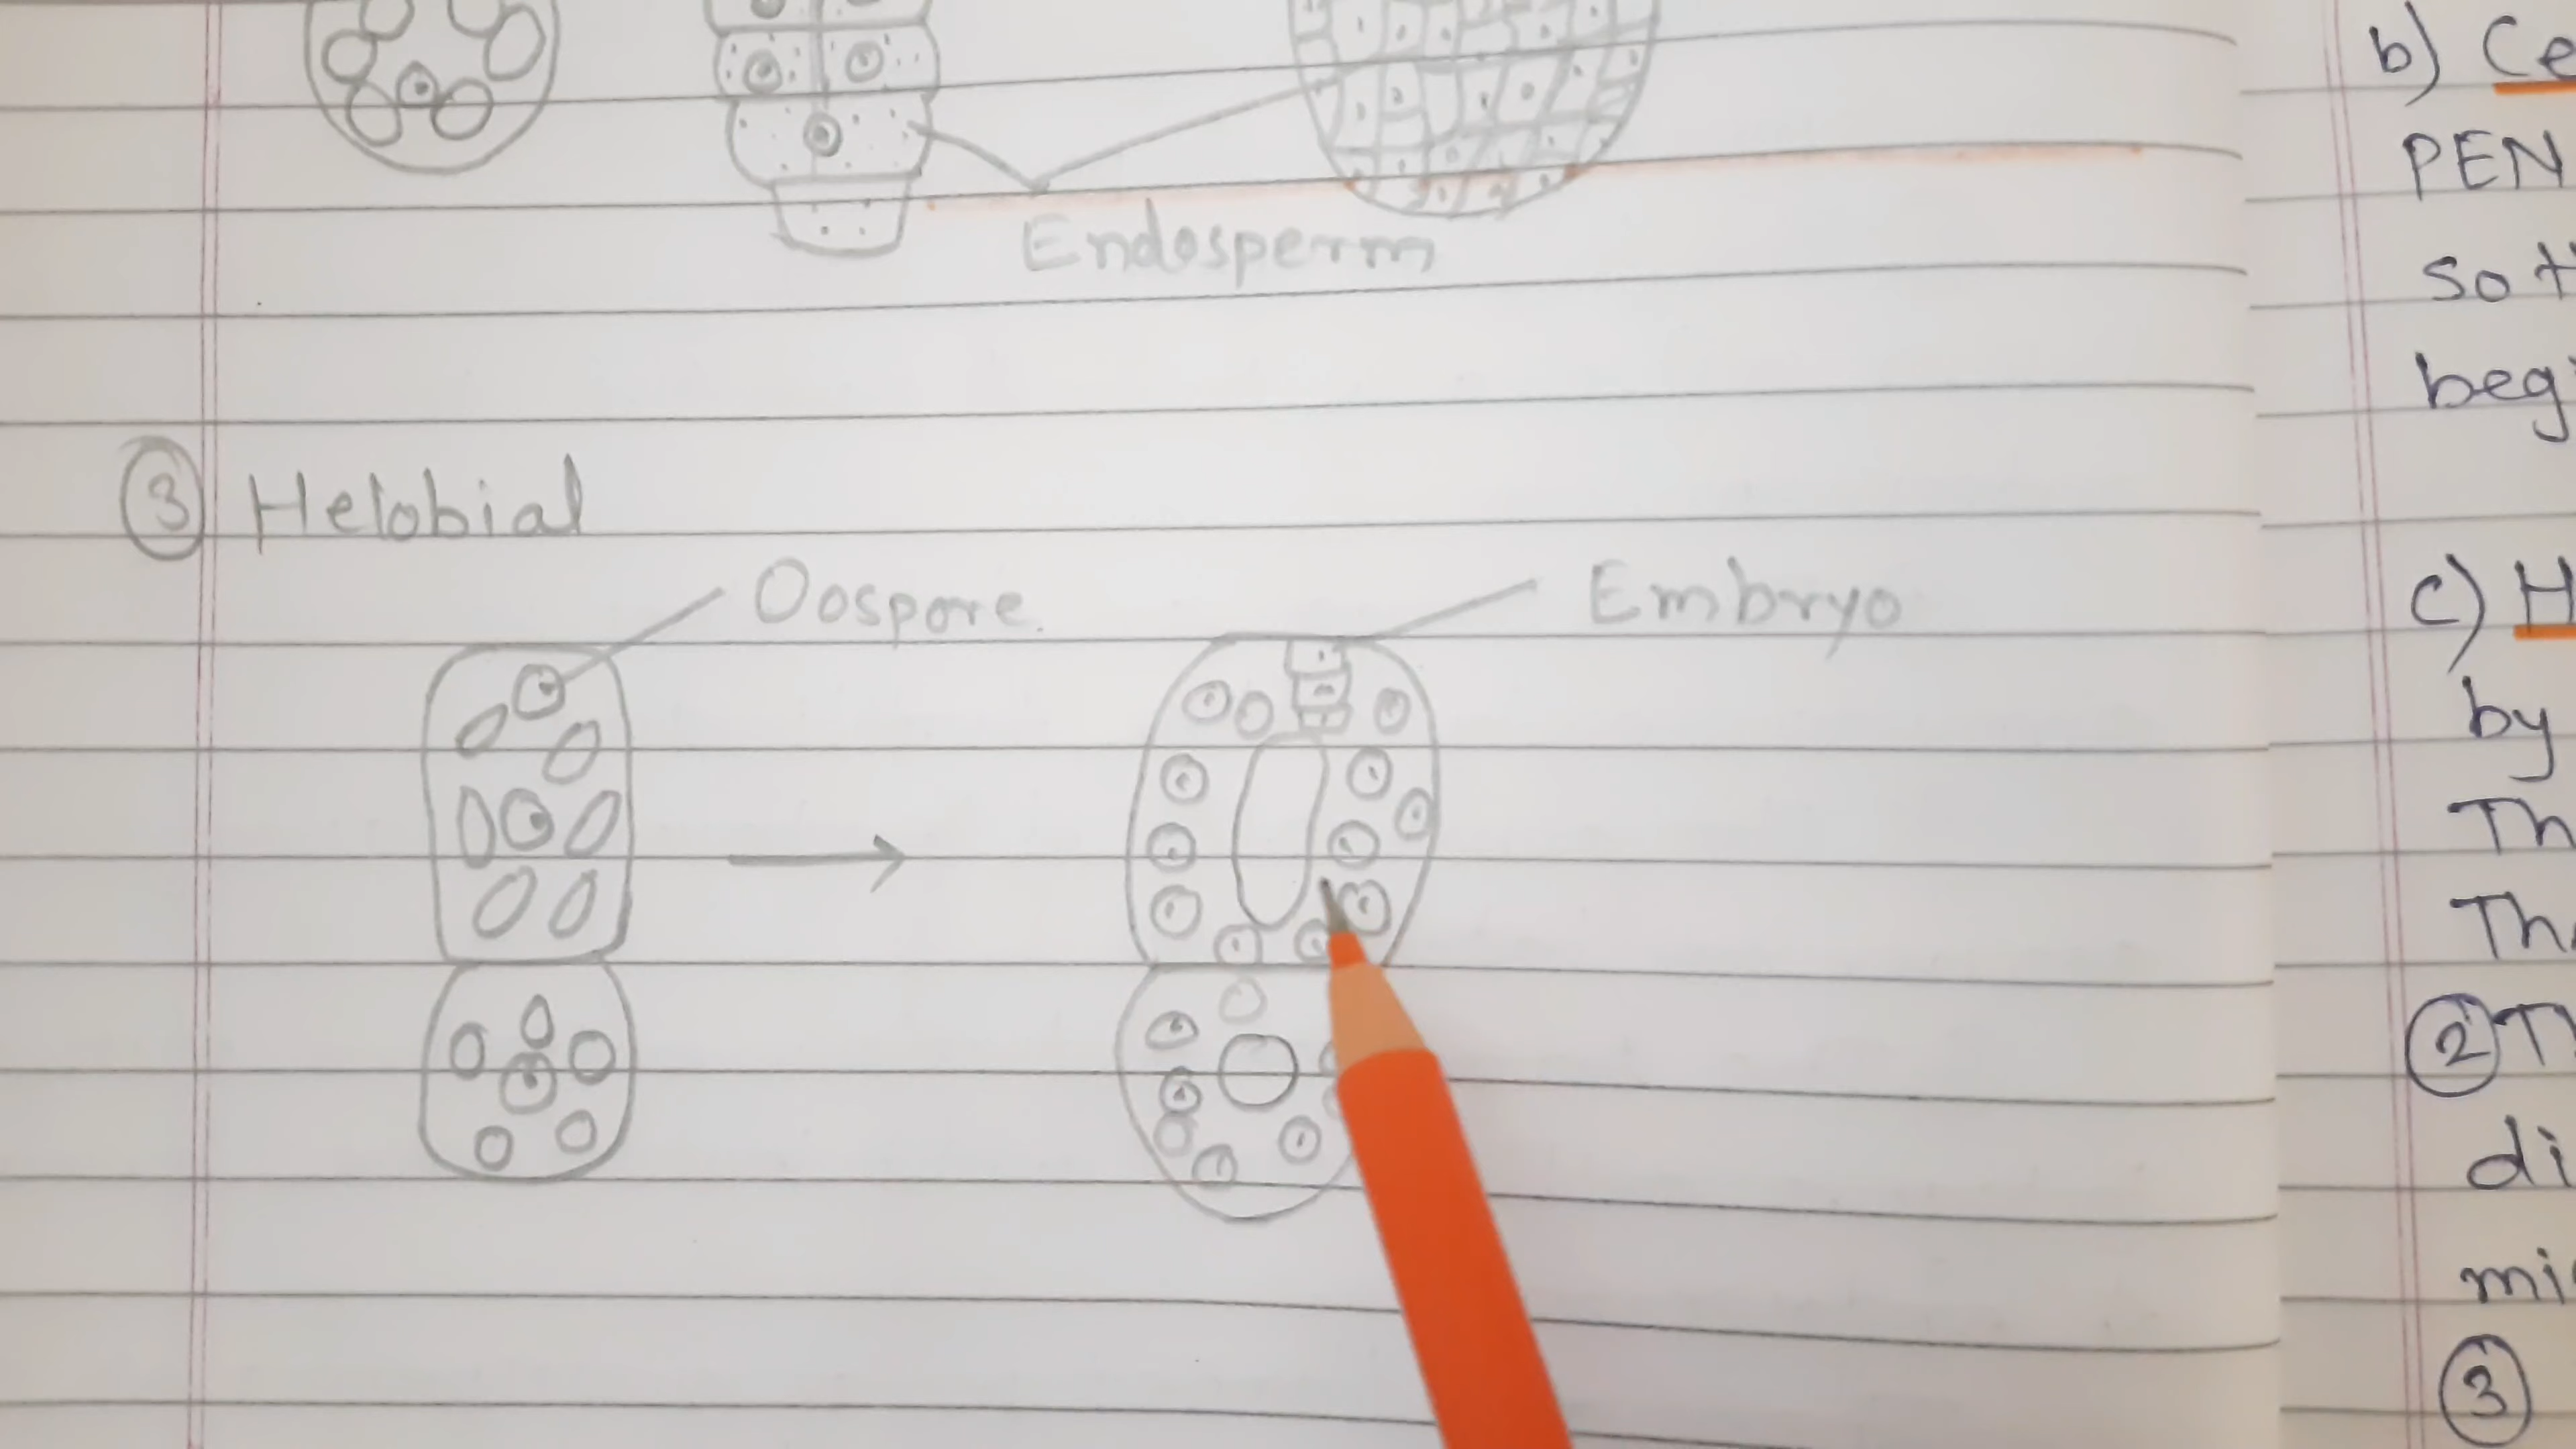 Endosperm
③ Helobial
Oospore
Embryo
b) Ce
PEN
so t
beg
c) H
by
Th
Th
② T
di
mi
③